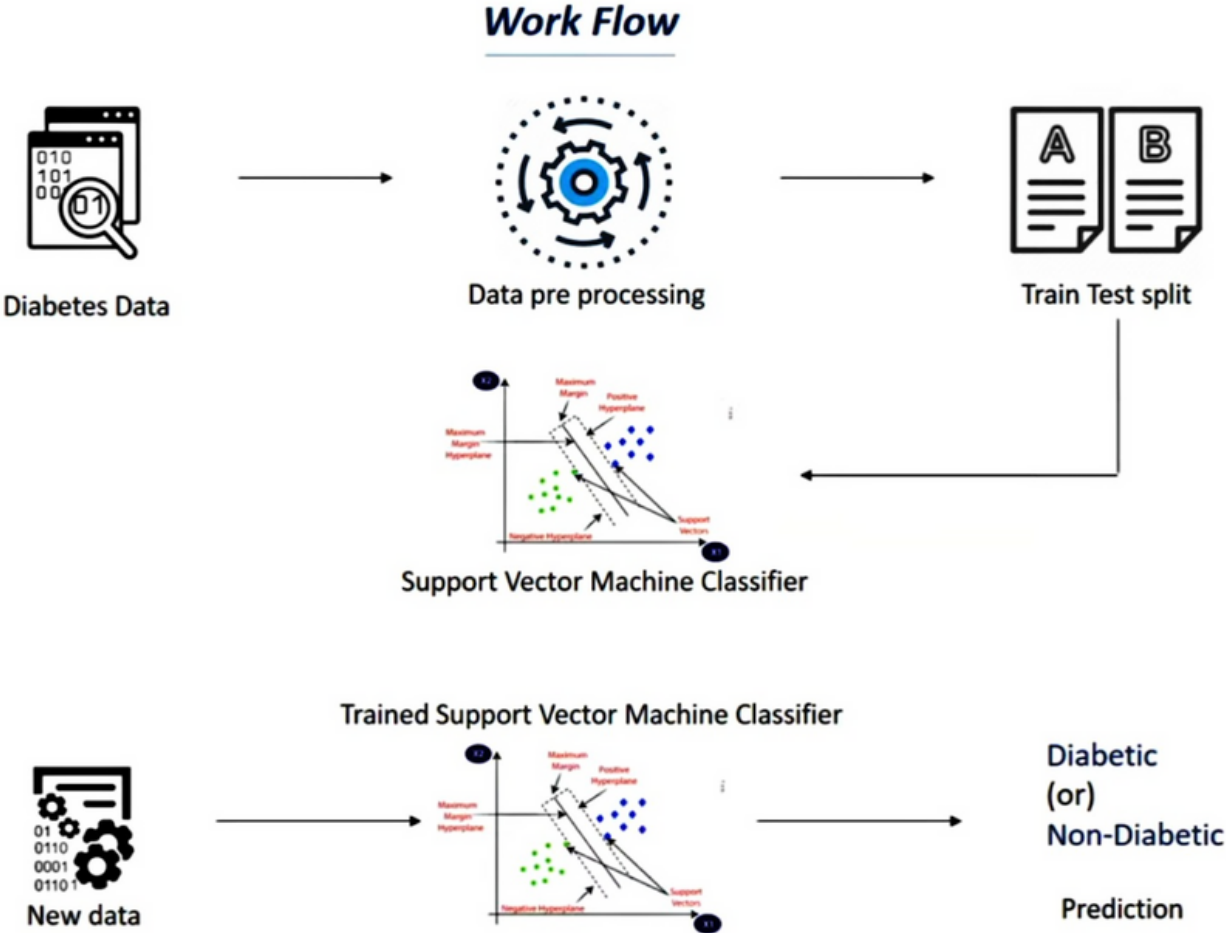 Work Flow
010
101
00
01
A
B
Diabetes Data
Data pre processing
Train Test split
X2
Maximum
Margin
Positive
Hyperplane
Maximum
Margin
Hyperplane
Support
Vectors
Negative Hyperplane
X1
Support Vector Machine Classifier
Trained Support Vector Machine Classifier
X2
Maximum
Margin
Positive
Hyperplane
Maximum
Margin
Hyperplane
Support
Vectors
Negative Hyperplane
X1
01
0110
0001
01101
New data
Diabetic
(or)
Non-Diabetic
Prediction